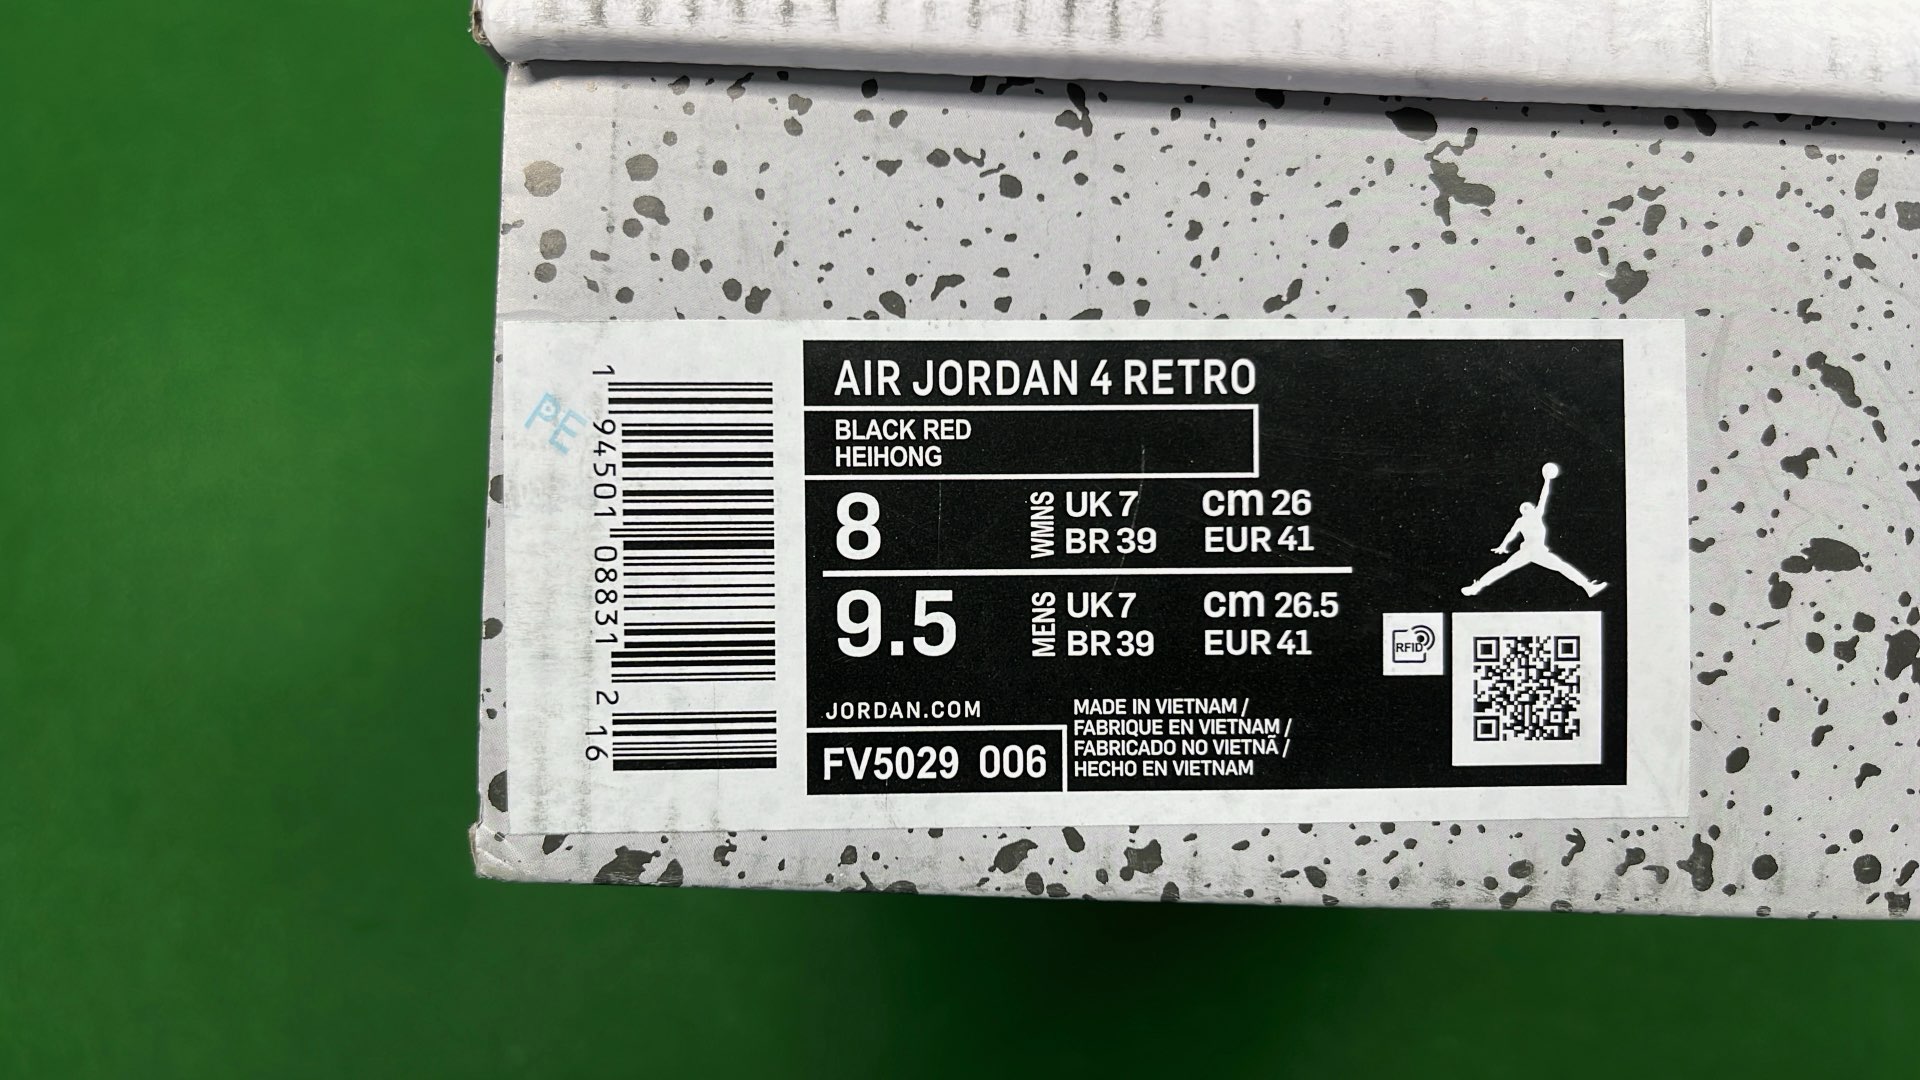 AIR JORDAN 4 RETRO
BLACK RED
HEIHONG
8 WMNS UK 7 cm 26
BR 39 EUR 41
9.5 MENS UK 7 cm 26.5
BR 39 EUR 41
JORDAN.COM
FV5029 006
MADE IN VIETNAM /
FABRIQUE EN VIETNAM /
FABRICADO NO VIETNÃ /
HECHO EN VIETNAM
RFID
1 94501 08831 2 16
PE